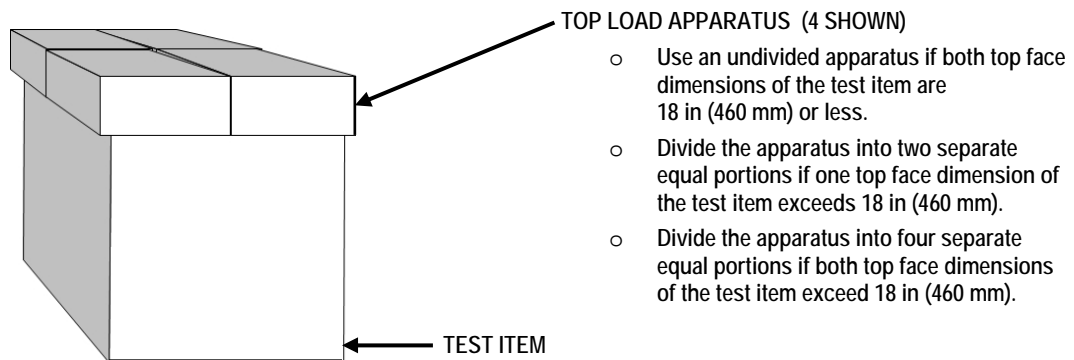 TOP LOAD APPARATUS (4 SHOWN)
o Use an undivided apparatus if both top face
dimensions of the test item are
18 in (460 mm) or less.
o Divide the apparatus into two separate
equal portions if one top face dimension of
the test item exceeds 18 in (460 mm).
o Divide the apparatus into four separate
equal portions if both top face dimensions
of the test item exceed 18 in (460 mm).
TEST ITEM